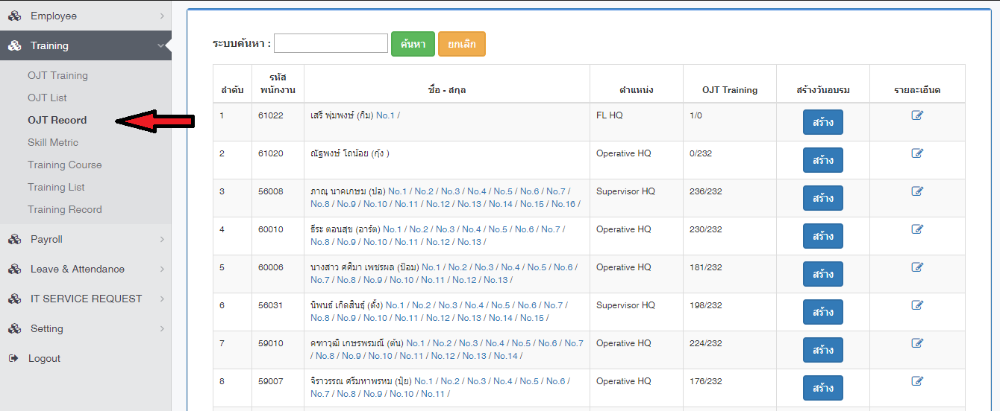 Employee
Training
OJT Training
OJT List
OJT Record
Skill Metric
Training Course
Training List
Training Record
Payroll
Leave & Attendance
IT SERVICE REQUEST
Setting
Logout
ระบบค้นหา : ค้นหา ยกเลิก
ลำดับ รหัสพนักงาน ชื่อ - สกุล ตำแหน่ง OJT Training สร้างวันอบรม รายละเอียด
1 61022 เสรี พุ่มพงษ์ (กิ๊ม) No.1 / FL HQ 1/0 สร้าง
2 61020 ณัฐพงษ์ โถน้อย (กุ้ง ) Operative HQ 0/232 สร้าง
3 56008 ภาณุ นาคเกษม (ปอ) No.1 / No.2 / No.3 / No.4 / No.5 / No.6 / No.7 / Supervisor HQ 236/232 สร้าง
No.8 / No.9 / No.10 / No.11 / No.12 / No.13 / No.14 / No.15 / No.16 /
4 60010 ธีระ ตอนสุข (อาร์ต) No.1 / No.2 / No.3 / No.4 / No.5 / No.6 / No.7 / Operative HQ 230/232 สร้าง
No.8 / No.9 / No.10 / No.11 / No.12 / No.13 /
5 60006 นางสาว ศศิมา เพชรผล (ป้อม) No.1 / No.2 / No.3 / No.4 / No.5 / No.6 / Operative HQ 181/232 สร้าง
No.7 / No.8 / No.9 / No.10 / No.11 / No.12 / No.13 /
6 56031 นิพนธ์ เกิดสินธุ์ (ตั้ง) No.1 / No.2 / No.3 / No.4 / No.5 / No.6 / No.7 / Supervisor HQ 198/232 สร้าง
No.8 / No.9 / No.10 / No.11 / No.12 / No.13 / No.14 / No.15 /
7 59010 คฑาวุฒิ เกษรพรมณี (ต้น) No.1 / No.2 / No.3 / No.4 / No.5 / No.6 / No.7 Operative HQ 224/232 สร้าง
/ No.8 / No.9 / No.10 / No.11 / No.12 / No.13 / No.14 /
8 59007 จิราวรรณ ศรีมหาพรหม (ปุ้ย) No.1 / No.2 / No.3 / No.4 / No.5 / No.6 / Operative HQ 176/232 สร้าง
No.7 / No.8 / No.9 / No.10 / No.11 /